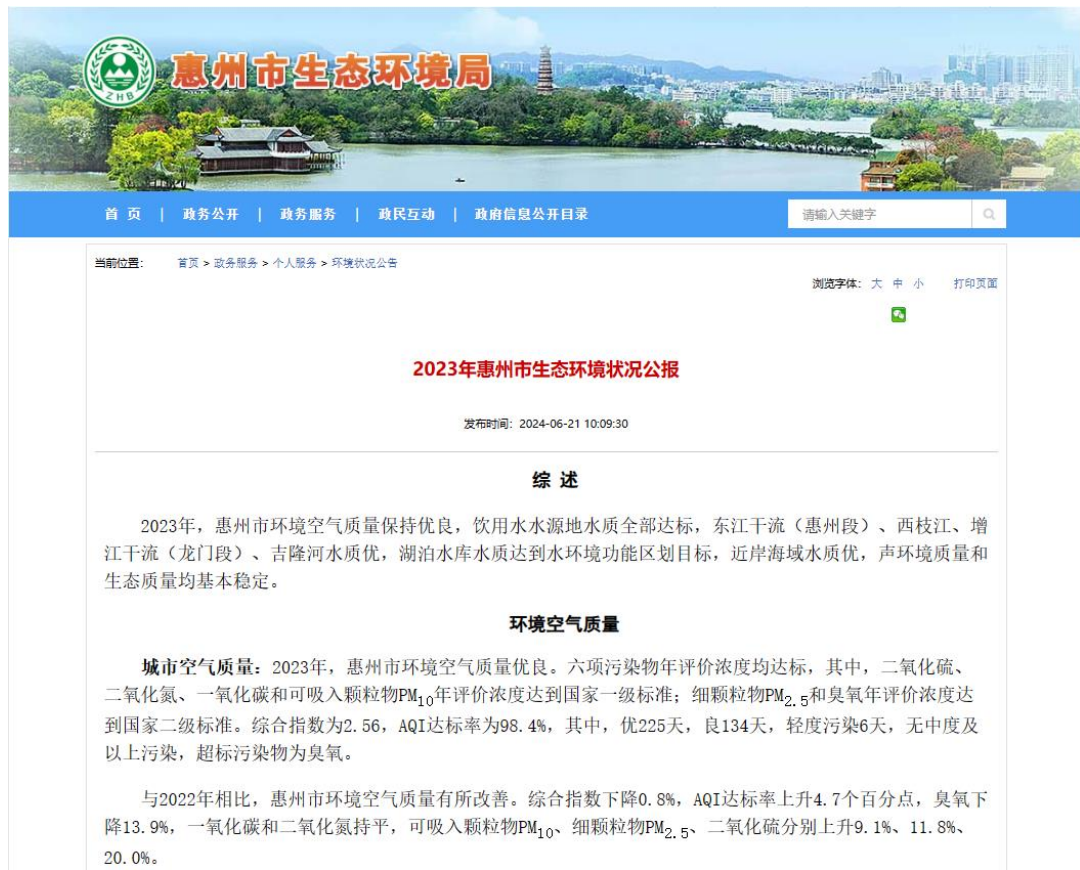 ZHB
惠州市生态环境局
首 页 | 政务公开 | 政务服务 | 政民互动 | 政府信息公开目录
请输入关键字
当前位置： 首页 > 政务服务 > 个人服务 > 环境状况公告
浏览字体： 大 中 小 打印页面
2023年惠州市生态环境状况公报
发布时间：2024-06-21 10:09:30
综 述
2023年，惠州市环境空气质量保持优良，饮用水水源地水质全部达标，东江干流（惠州段）、西枝江、增
江干流（龙门段）、吉隆河水质优，湖泊水库水质达到水环境功能区划目标，近岸海域水质优，声环境质量和
生态质量均基本稳定。
环境空气质量
城市空气质量：2023年，惠州市环境空气质量优良。六项污染物年评价浓度均达标，其中，二氧化硫、
二氧化氮、一氧化碳和可吸入颗粒物PM10年评价浓度达到国家一级标准；细颗粒物PM2.5和臭氧年评价浓度达
到国家二级标准。综合指数为2.56，AQI达标率为98.4%，其中，优225天，良134天，轻度污染6天，无中度及
以上污染，超标污染物为臭氧。
与2022年相比，惠州市环境空气质量有所改善。综合指数下降0.8%，AQI达标率上升4.7个百分点，臭氧下
降13.9%，一氧化碳和二氧化氮持平，可吸入颗粒物PM10、细颗粒物PM2.5、二氧化硫分别上升9.1%、11.8%、
20.0%。